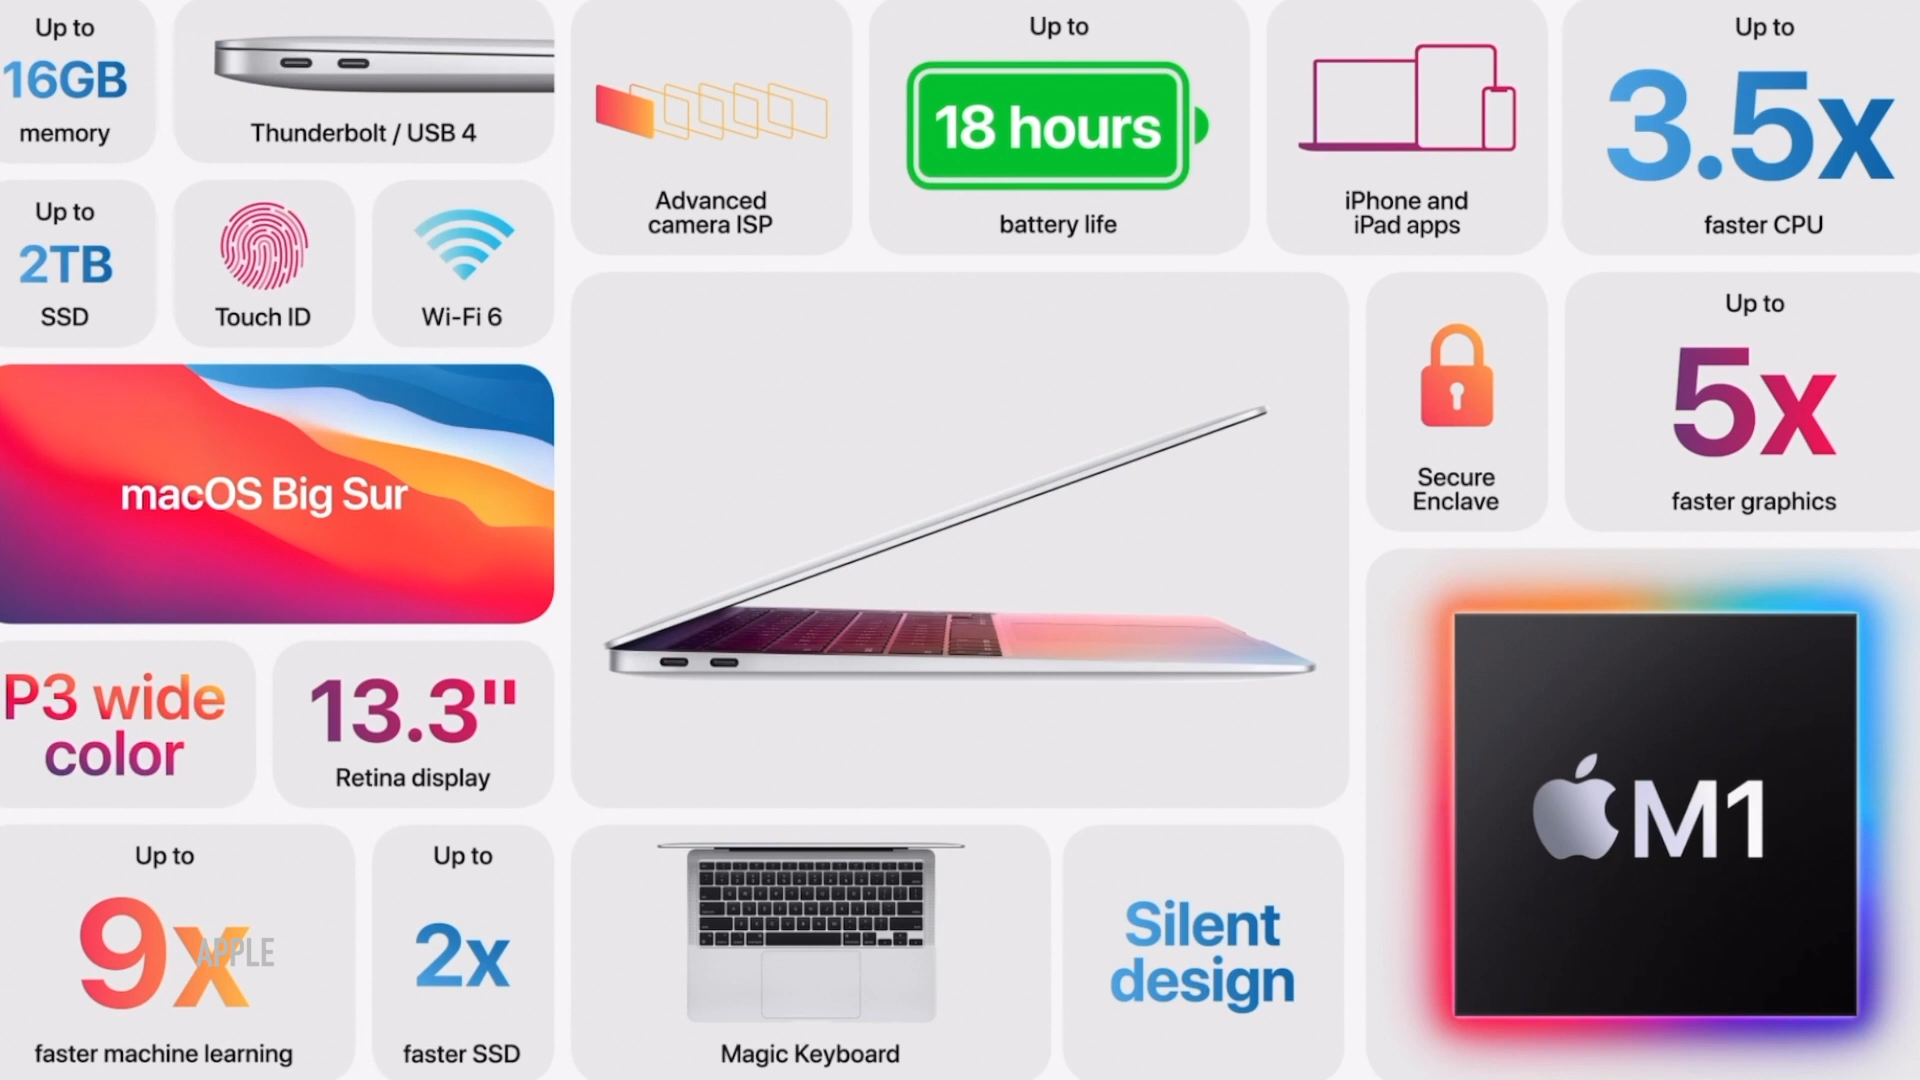 Up to
16GB
memory
Thunderbolt / USB 4
Advanced
camera ISP
Up to
18 hours
battery life
iPhone and
iPad apps
Up to
3.5x
faster CPU
Up to
2TB
SSD
Touch ID
Wi-Fi 6
Secure
Enclave
Up to
5x
faster graphics
macOS Big Sur
P3 wide
color
13.3"
Retina display
M1
Up to
9x
APPLE
faster machine learning
Up to
2x
faster SSD
Magic Keyboard
Silent
design